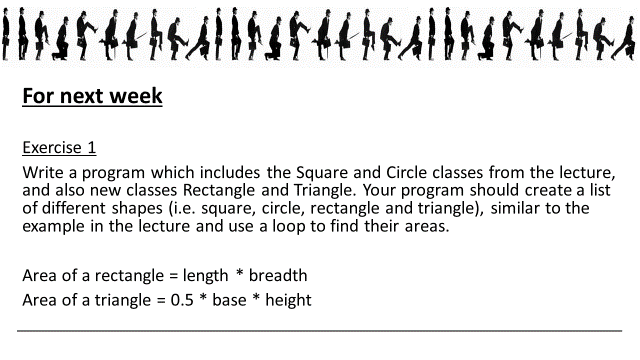 For next week
Exercise 1
Write a program which includes the Square and Circle classes from the lecture,
and also new classes Rectangle and Triangle. Your program should create a list
of different shapes (i.e. square, circle, rectangle and triangle), similar to the
example in the lecture and use a loop to find their areas.
Area of a rectangle = length * breadth
Area of a triangle = 0.5 * base * height